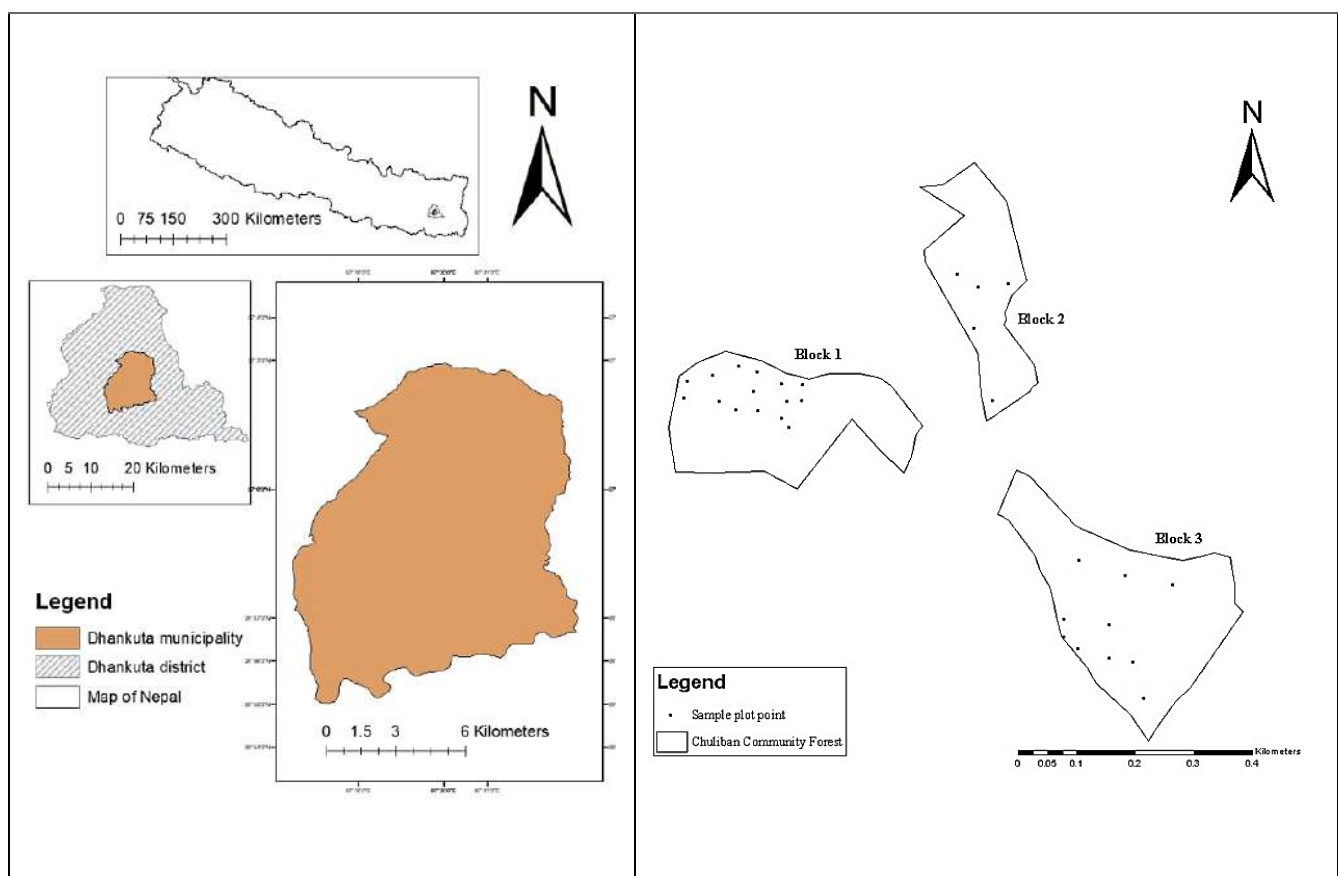 N
0 75 150 300 Kilometers
0 5 10 20 Kilometers
Legend
Dhankuta municipality
Dhankuta district
Map of Nepal
0 1.5 3 6 Kilometers
N
Block 2
Block 1
Block 3
Legend
Sample plot point
Chuliban Community Forest
Kilometers
0 0.05 0.1 0.2 0.3 0.4